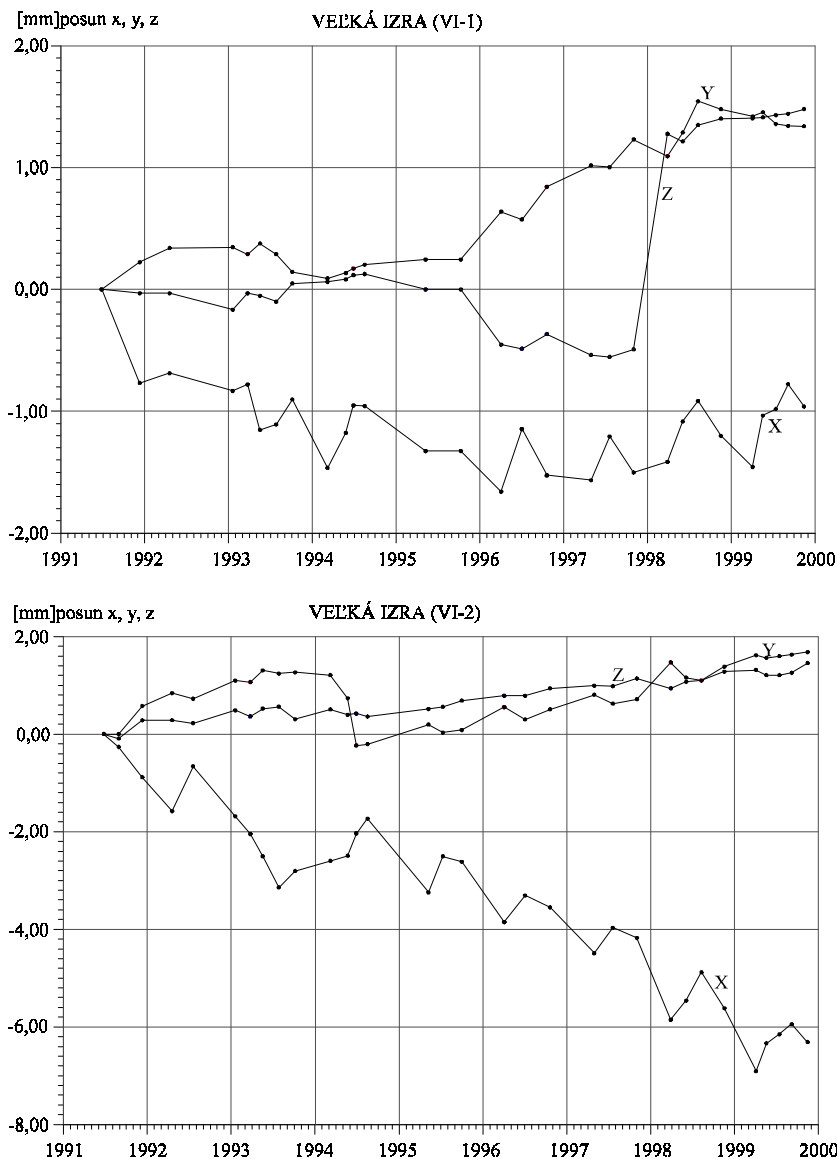 [mm]posun x, y, z VEĽKÁ IZRA (VI-1)
2,00
Y
1,00
Z
0,00
-1,00
X
-2,00
1991 1992 1993 1994 1995 1996 1997 1998 1999 2000
[mm]posun x, y, z VEĽKÁ IZRA (VI-2)
2,00
Z Y
0,00
-2,00
-4,00
X
-6,00
-8,00
1991 1992 1993 1994 1995 1996 1997 1998 1999 2000